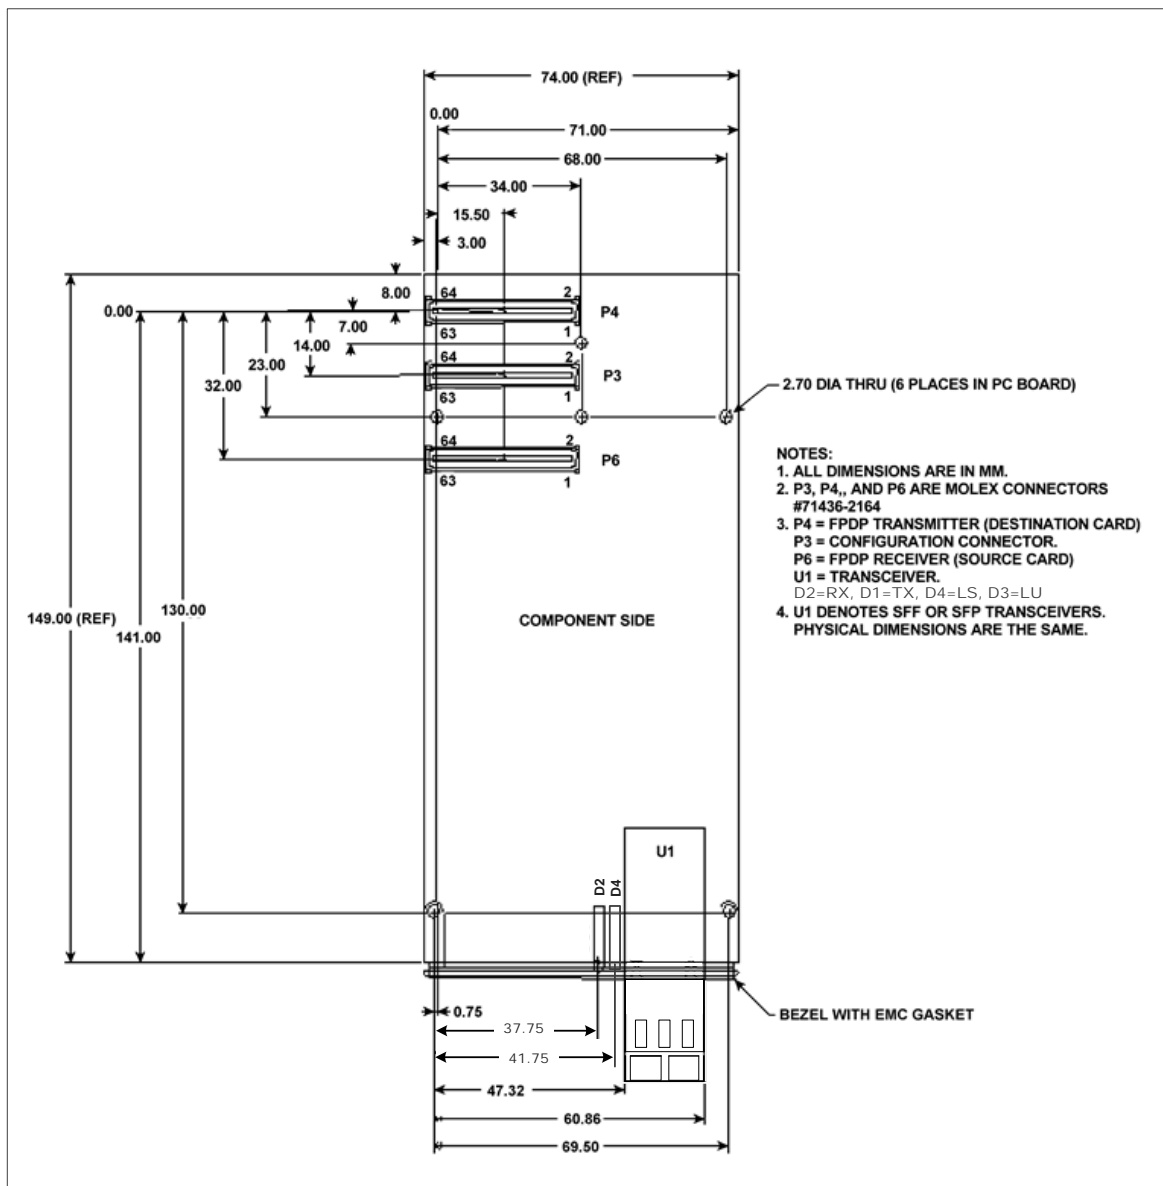 74.00 (REF)
0.00
71.00
68.00
34.00
15.50
3.00
8.00
0.00
7.00
14.00
23.00
32.00
64 2
P4
63 1
64 2
P3
63 1
2.70 DIA THRU (6 PLACES IN PC BOARD)
64 2
P6
63 1
NOTES:
1. ALL DIMENSIONS ARE IN MM.
2. P3, P4,, AND P6 ARE MOLEX CONNECTORS
#71436-2164
3. P4 = FPDP TRANSMITTER (DESTINATION CARD)
P3 = CONFIGURATION CONNECTOR.
P6 = FPDP RECEIVER (SOURCE CARD)
U1 = TRANSCEIVER.
D2=RX, D1=TX, D4=LS, D3=LU
4. U1 DENOTES SFF OR SFP TRANSCEIVERS.
PHYSICAL DIMENSIONS ARE THE SAME.
149.00 (REF)
141.00
130.00
COMPONENT SIDE
U1
D2
D4
BEZEL WITH EMC GASKET
0.75
37.75
41.75
47.32
60.86
69.50